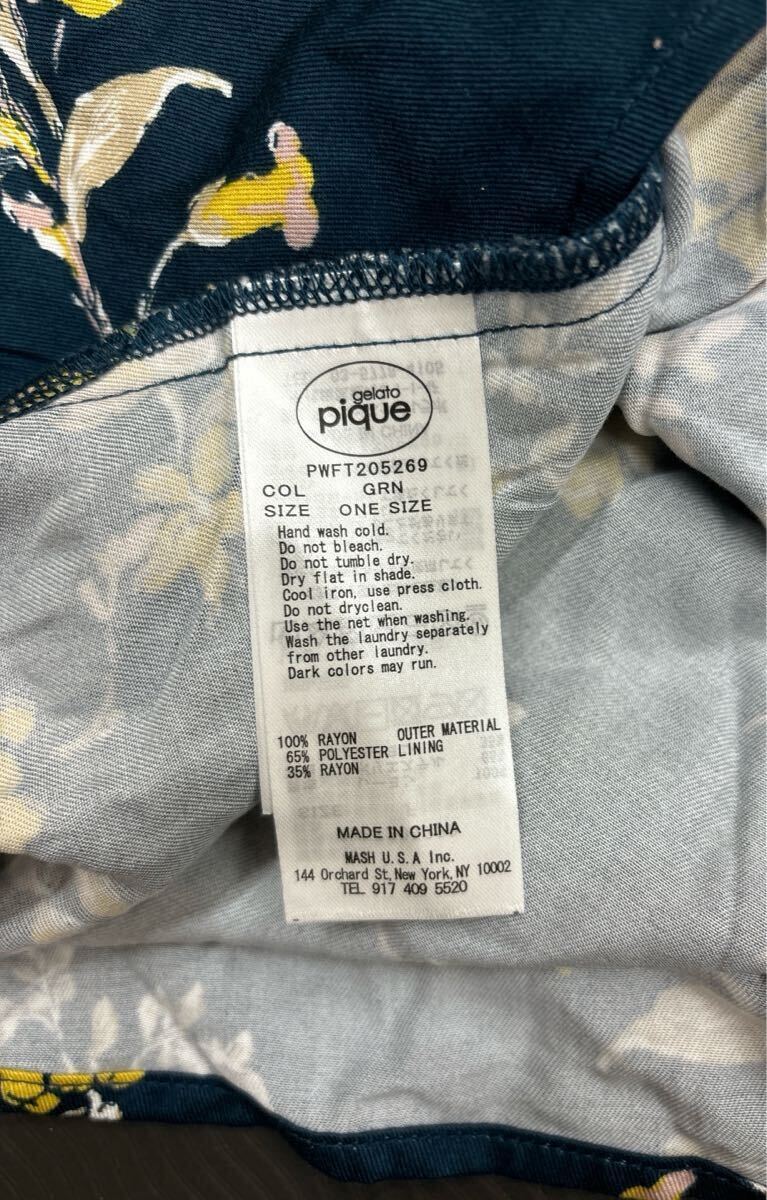 gelato
pique
PWFT205269
COL GRN
SIZE ONE SIZE
Hand wash cold.
Do not bleach.
Do not tumble dry.
Dry flat in shade.
Cool iron, use press cloth.
Do not dryclean.
Use the net when washing.
Wash the laundry separately
from other laundry.
Dark colors may run.
100% RAYON OUTER MATERIAL
65% POLYESTER LINING
35% RAYON
MADE IN CHINA
MASH U.S.A Inc.
144 Orchard St, New York, NY 10002
TEL 917 409 5520